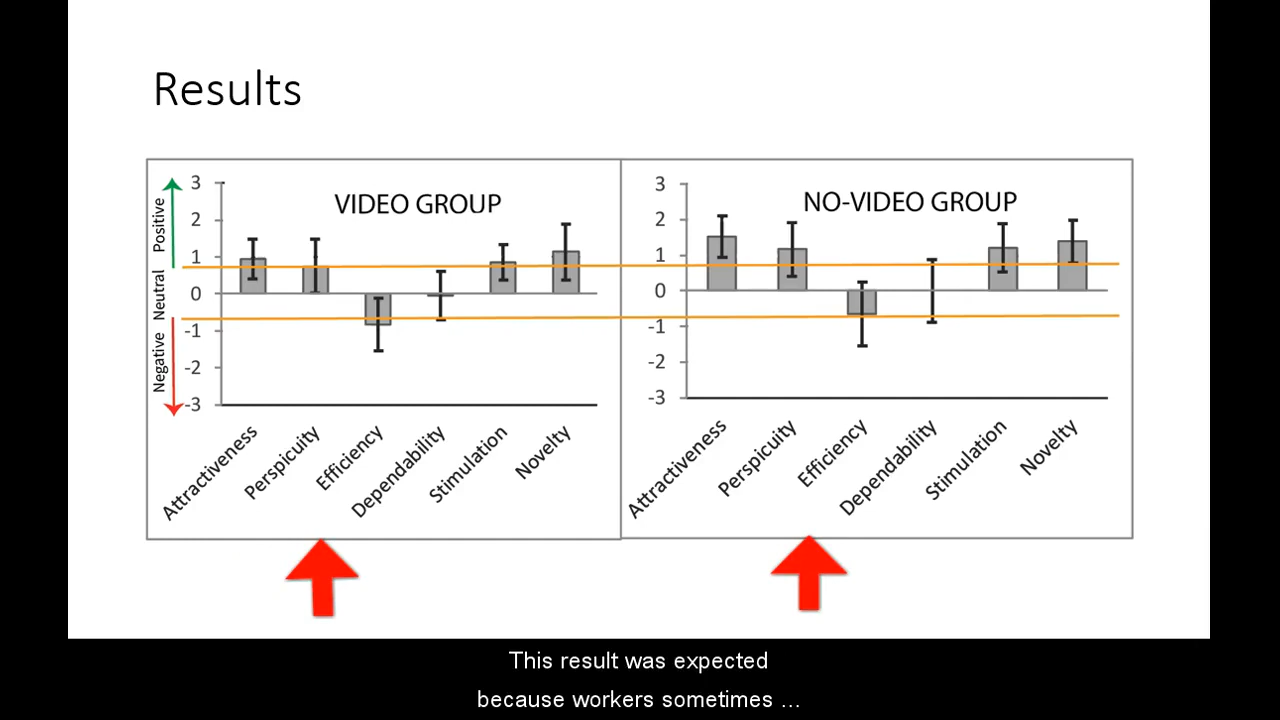 Results
VIDEO GROUP
NO-VIDEO GROUP
Positive
Neutral
Negative
3
2
1
0
-1
-2
-3
3
2
1
0
-1
-2
-3
Attractiveness
Perspicuity
Efficiency
Dependability
Stimulation
Novelty
Attractiveness
Perspicuity
Efficiency
Dependability
Stimulation
Novelty
This result was expected
because workers sometimes ...